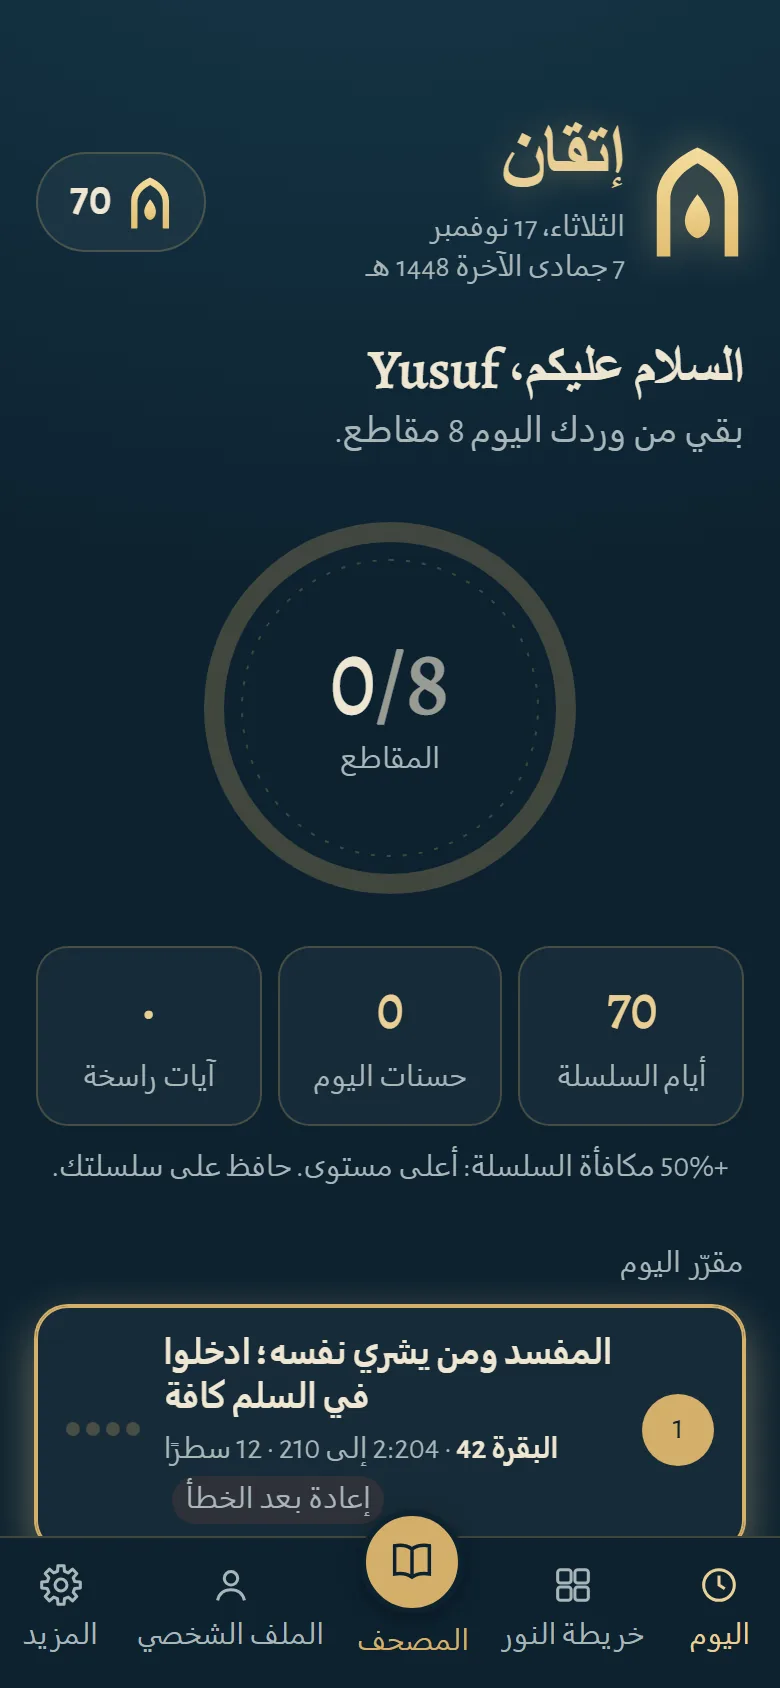 إتقان
الثلاثاء، 17 نوفمبر
7 جمادى الآخرة 1448 هـ
70
السلام عليكم، Yusuf
بقي من وردك اليوم 8 مقاطع.
0/8
المقاطع
70
أيام السلسلة
0
حسنات اليوم
٠
آيات راسخة
+50% مكافأة السلسلة: أعلى مستوى. حافظ على سلسلتك.
مقرّر اليوم
1
المفسد ومن يشري نفسه؛ ادخلوا
في السلم كافة
البقرة 42 · 2:204 إلى 210 · 12 سطرًا
إعادة بعد الخطأ
اليوم
خريطة النور
المصحف
الملف الشخصي
المزيد